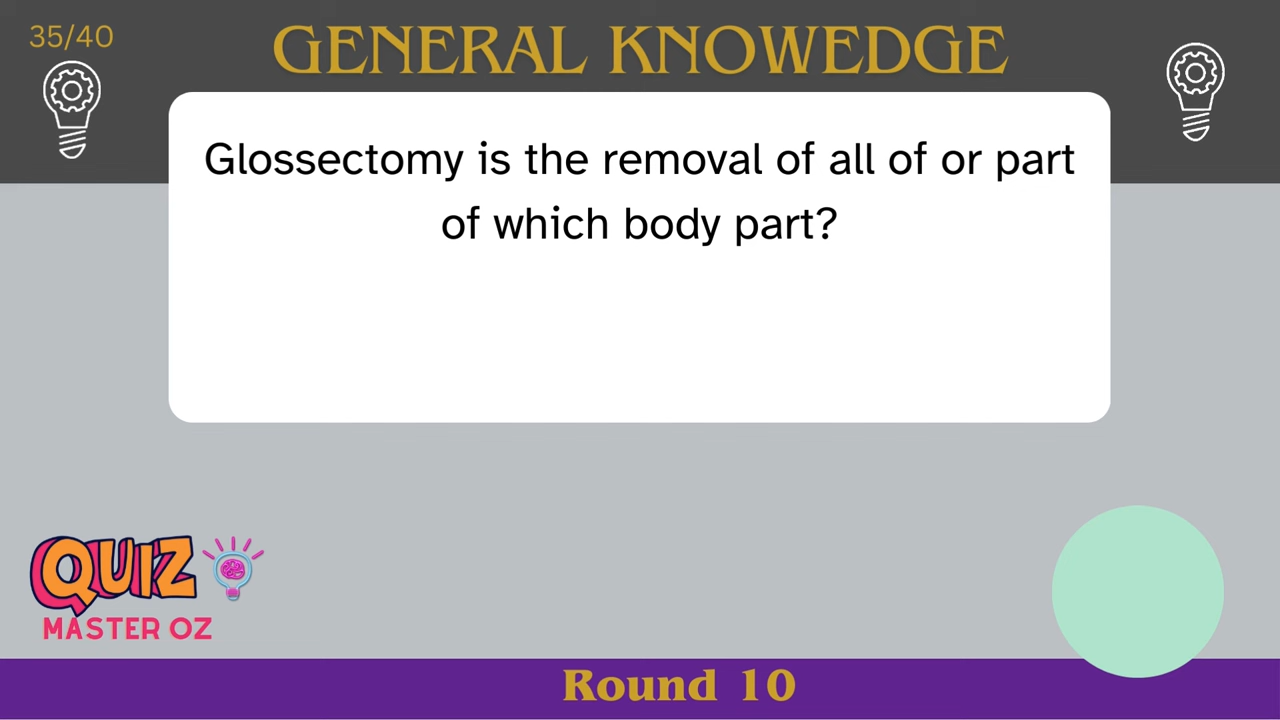 35/40
GENERAL KNOWEDGE
Glossectomy is the removal of all of or part
of which body part?
QUIZ
MASTER OZ
Round 10